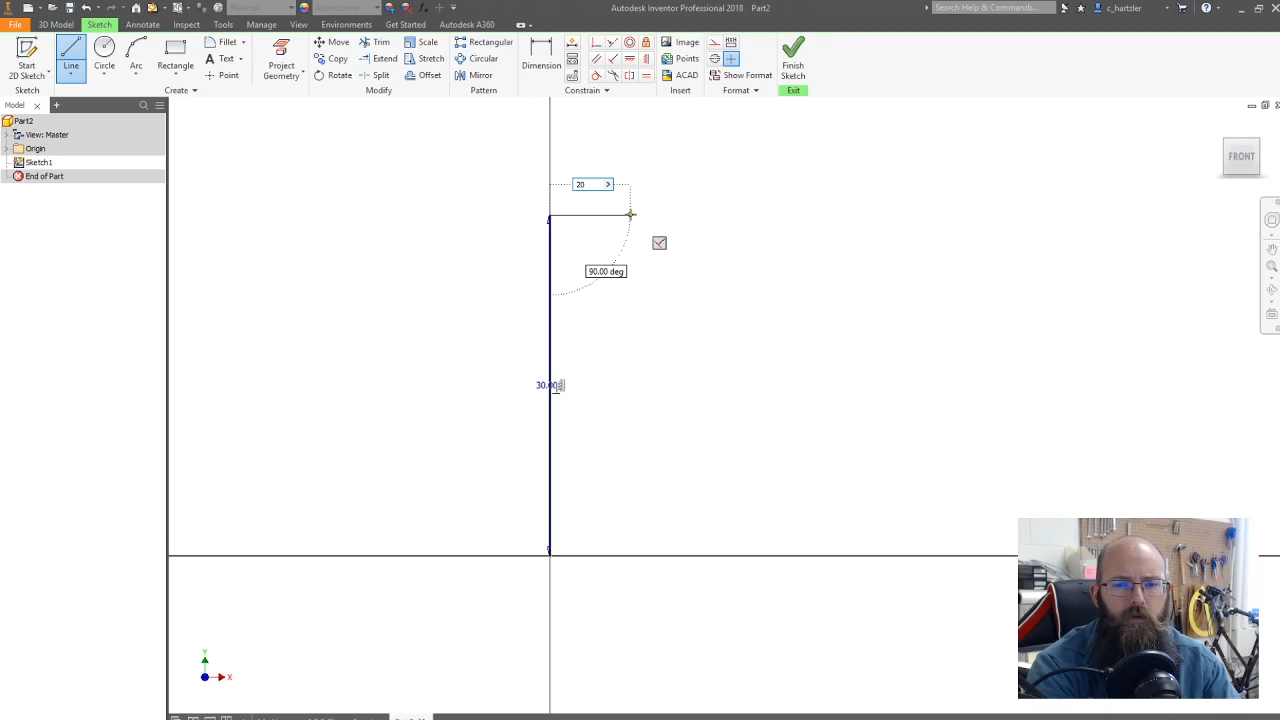 Autodesk Inventor Professional 2018 Part2
Search Help & Commands...
c_hartzler
File 3D Model Sketch Annotate Inspect Tools Manage View Environments Get Started Autodesk A360
Material Appearance
Start
2D Sketch
Line
Circle
Arc
Rectangle
Fillet
Text
Point
Project
Geometry
Move
Copy
Rotate
Trim
Extend
Split
Scale
Stretch
Offset
Rectangular
Circular
Mirror
Dimension
Image
Points
ACAD
Show Format
Finish
Sketch
Sketch Create Modify Pattern Constrain Insert Format Exit
Model
Part2
View: Master
Origin
Sketch1
End of Part
FRONT
20
90.00 deg
Y
X